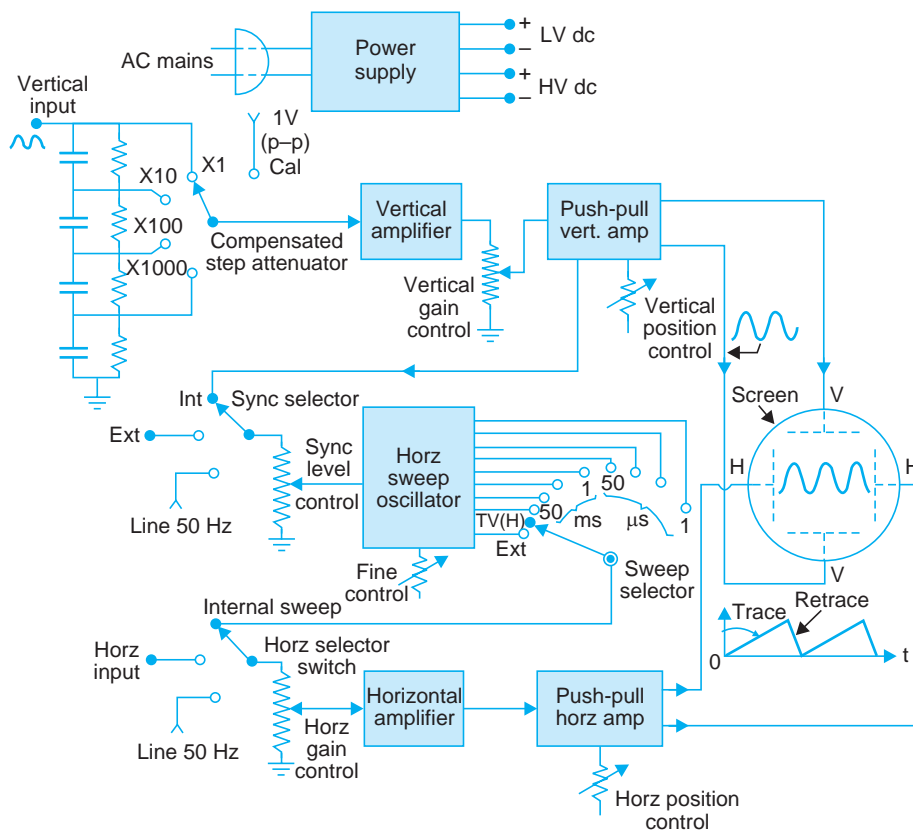 AC mains
Power
supply
+
–
LV dc
+
–
HV dc
Vertical
input
1V
(p–p)
Cal
X1
X10
X100
X1000
Compensated
step attenuator
Vertical
amplifier
Vertical
gain
control
Push-pull
vert. amp
Vertical
position
control
Screen
V
H
H
V
Int
Sync selector
Ext
Line 50 Hz
Sync
level
control
Horz
sweep
oscillator
Fine
control
50
1
50
1
ms
μs
TV(H)
Ext
Sweep
selector
Trace
Retrace
0
t
Internal sweep
Horz selector
switch
Horz
input
Line 50 Hz
Horz
gain
control
Horizontal
amplifier
Push-pull
horz amp
Horz position
control